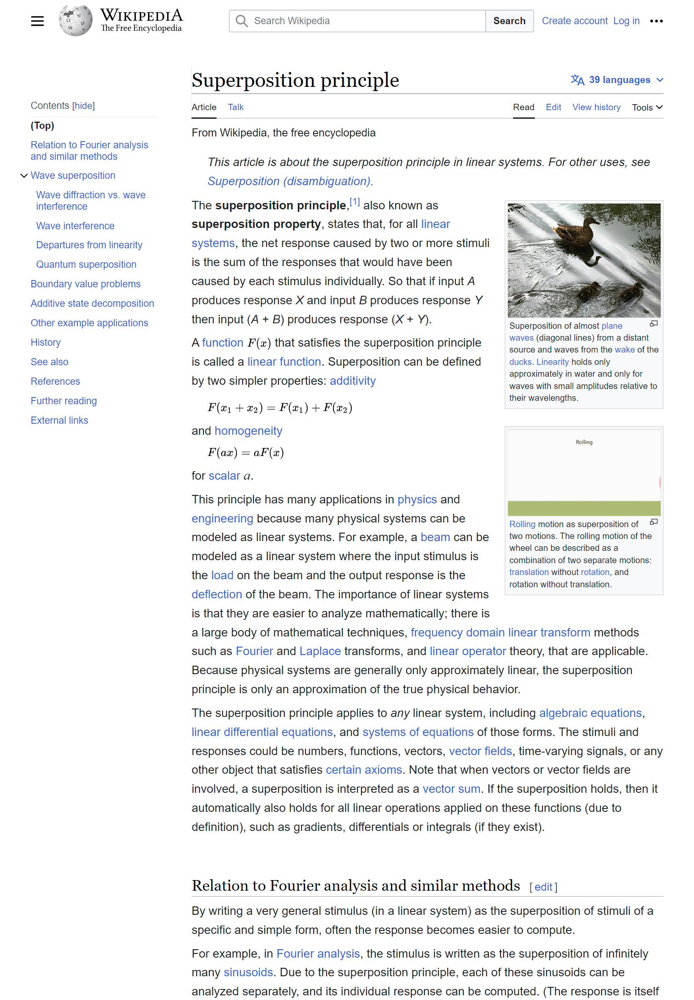 WIKIPEDIA
The Free Encyclopedia
Search Wikipedia
Search
Create account Log in
Superposition principle
39 languages
Contents [hide]
(Top)
Relation to Fourier analysis
and similar methods
Wave superposition
Wave diffraction vs. wave
interference
Wave interference
Departures from linearity
Quantum superposition
Boundary value problems
Additive state decomposition
Other example applications
History
See also
References
Further reading
External links
Article Talk
Read Edit View history Tools
From Wikipedia, the free encyclopedia
This article is about the superposition principle in linear systems. For other uses, see
Superposition (disambiguation).
The superposition principle,[1] also known as
superposition property, states that, for all linear
systems, the net response caused by two or more stimuli
is the sum of the responses that would have been
caused by each stimulus individually. So that if input A
produces response X and input B produces response Y
then input (A + B) produces response (X + Y).
A function F(x) that satisfies the superposition principle
is called a linear function. Superposition can be defined
by two simpler properties: additivity
F(x₁ + x₂) = F(x₁) + F(x₂)
and homogeneity
F(ax) = aF(x)
for scalar a.
Superposition of almost plane
waves (diagonal lines) from a distant
source and waves from the wake of the
ducks. Linearity holds only
approximately in water and only for
waves with small amplitudes relative to
their wavelengths.
Rolling
Rolling motion as superposition of
two motions. The rolling motion of the
wheel can be described as a
combination of two separate motions:
translation without rotation, and
rotation without translation.
This principle has many applications in physics and
engineering because many physical systems can be
modeled as linear systems. For example, a beam can be
modeled as a linear system where the input stimulus is
the load on the beam and the output response is the
deflection of the beam. The importance of linear systems
is that they are easier to analyze mathematically; there is
a large body of mathematical techniques, frequency domain linear transform methods
such as Fourier and Laplace transforms, and linear operator theory, that are applicable.
Because physical systems are generally only approximately linear, the superposition
principle is only an approximation of the true physical behavior.
The superposition principle applies to any linear system, including algebraic equations,
linear differential equations, and systems of equations of those forms. The stimuli and
responses could be numbers, functions, vectors, vector fields, time-varying signals, or any
other object that satisfies certain axioms. Note that when vectors or vector fields are
involved, a superposition is interpreted as a vector sum. If the superposition holds, then it
automatically also holds for all linear operations applied on these functions (due to
definition), such as gradients, differentials or integrals (if they exist).
Relation to Fourier analysis and similar methods [ edit ]
By writing a very general stimulus (in a linear system) as the superposition of stimuli of a
specific and simple form, often the response becomes easier to compute.
For example, in Fourier analysis, the stimulus is written as the superposition of infinitely
many sinusoids. Due to the superposition principle, each of these sinusoids can be
analyzed separately, and its individual response can be computed. (The response is itself